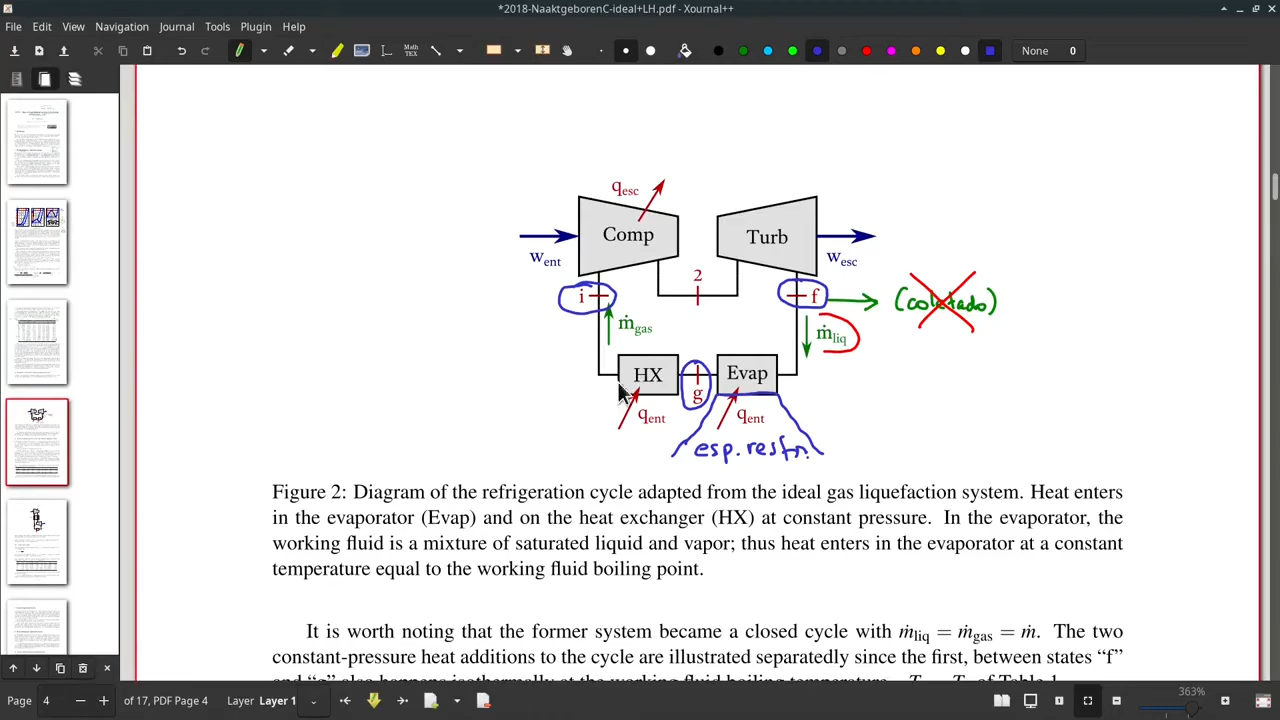 *2018-NaaktgeborenC-ideal+LH.pdf - Xournal++
File Edit View Navigation Journal Tools Plugin Help
Math TEX
None 0
q_esc
Comp Turb
w_ent w_esc
2
i f (coletado)
ṁ_gas ṁ_liq
HX Evap
g
q_ent q_ent
esp. refr.
Figure 2: Diagram of the refrigeration cycle adapted from the ideal gas liquefaction system. Heat enters
in the evaporator (Evap) and on the heat exchanger (HX) at constant pressure. In the evaporator, the
working fluid is a mixture of saturated liquid and vapor; thus heat enters in the evaporator at a constant
temperature equal to the working fluid boiling point.
It is worth noting that the former system became a closed cycle with ṁ_liq = ṁ_gas = ṁ. The two
constant-pressure heat additions to the cycle are illustrated separatedly since the first, between states “f”
Page 4 of 17, PDF Page 4 Layer Layer 1 363%